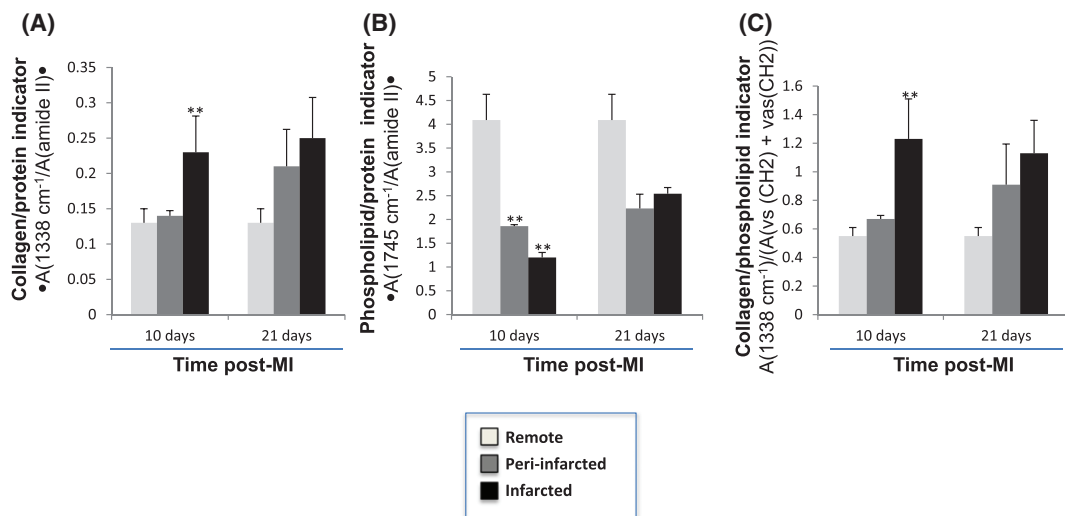 (A)
Collagen/protein indicator
•A(1338 cm-1/A(amide II)•
0.35
0.3
0.25
0.2
0.15
0.1
0.05
0
**
10 days
21 days
Time post-MI
(B)
Phospholipid/protein indicator
•A(1745 cm-1/A(amide II)•
5
4.5
4
3.5
3
2.5
2
1.5
1
0.5
0
**
**
10 days
21 days
Time post-MI
(C)
Collagen/phospholipid indicator
A(1338 cm-1)/(A(vs (CH2) + vas(CH2))
1.6
1.4
1.2
1
0.8
0.6
0.4
0.2
0
**
10 days
21 days
Time post-MI
Remote
Peri-infarcted
Infarcted